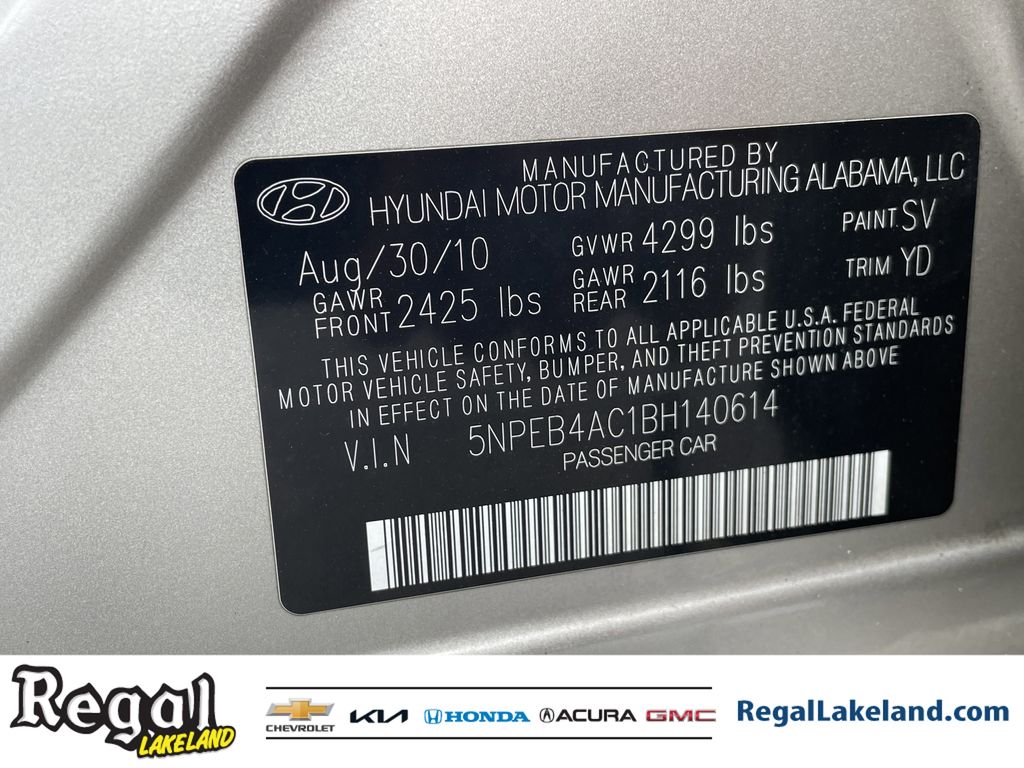 MANUFACTURED BY
HYUNDAI MOTOR MANUFACTURING ALABAMA, LLC
Aug/30/10 GVWR 4299 lbs PAINT SV
GAWR FRONT 2425 lbs GAWR REAR 2116 lbs TRIM YD
THIS VEHICLE CONFORMS TO ALL APPLICABLE U.S.A. FEDERAL
MOTOR VEHICLE SAFETY, BUMPER, AND THEFT PREVENTION STANDARDS
IN EFFECT ON THE DATE OF MANUFACTURE SHOWN ABOVE
V.I.N 5NPEB4AC1BH140614
PASSENGER CAR
Regal
LAKELAND
CHEVROLET KIA HONDA ACURA GMC
RegalLakeland.com